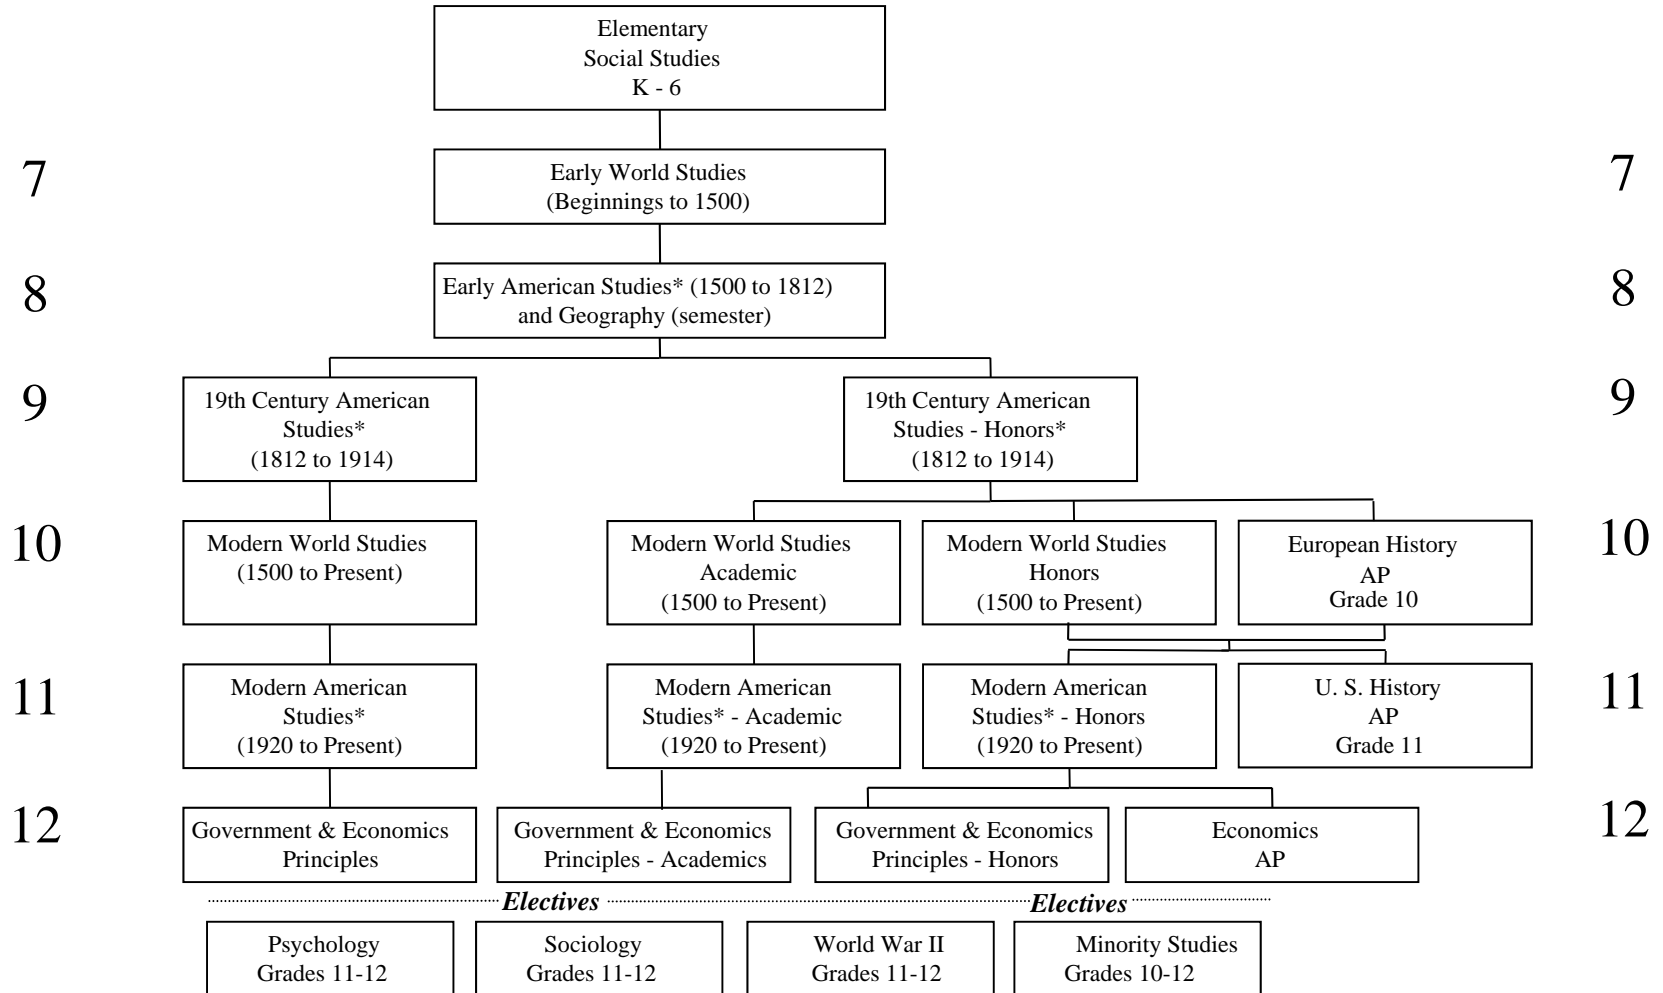 Elementary
Social Studies
K - 6
7
Early World Studies
(Beginnings to 1500)
7
8
Early American Studies* (1500 to 1812)
and Geography (semester)
8
9
19th Century American
Studies*
(1812 to 1914)
19th Century American
Studies - Honors*
(1812 to 1914)
9
10
Modern World Studies
(1500 to Present)
Modern World Studies
Academic
(1500 to Present)
Modern World Studies
Honors
(1500 to Present)
European History
AP
Grade 10
10
11
Modern American
Studies*
(1920 to Present)
Modern American
Studies* - Academic
(1920 to Present)
Modern American
Studies* - Honors
(1920 to Present)
U. S. History
AP
Grade 11
11
12
Government & Economics
Principles
Government & Economics
Principles - Academics
Government & Economics
Principles - Honors
Economics
AP
12
Electives
Electives
Psychology
Grades 11-12
Sociology
Grades 11-12
World War II
Grades 11-12
Minority Studies
Grades 10-12